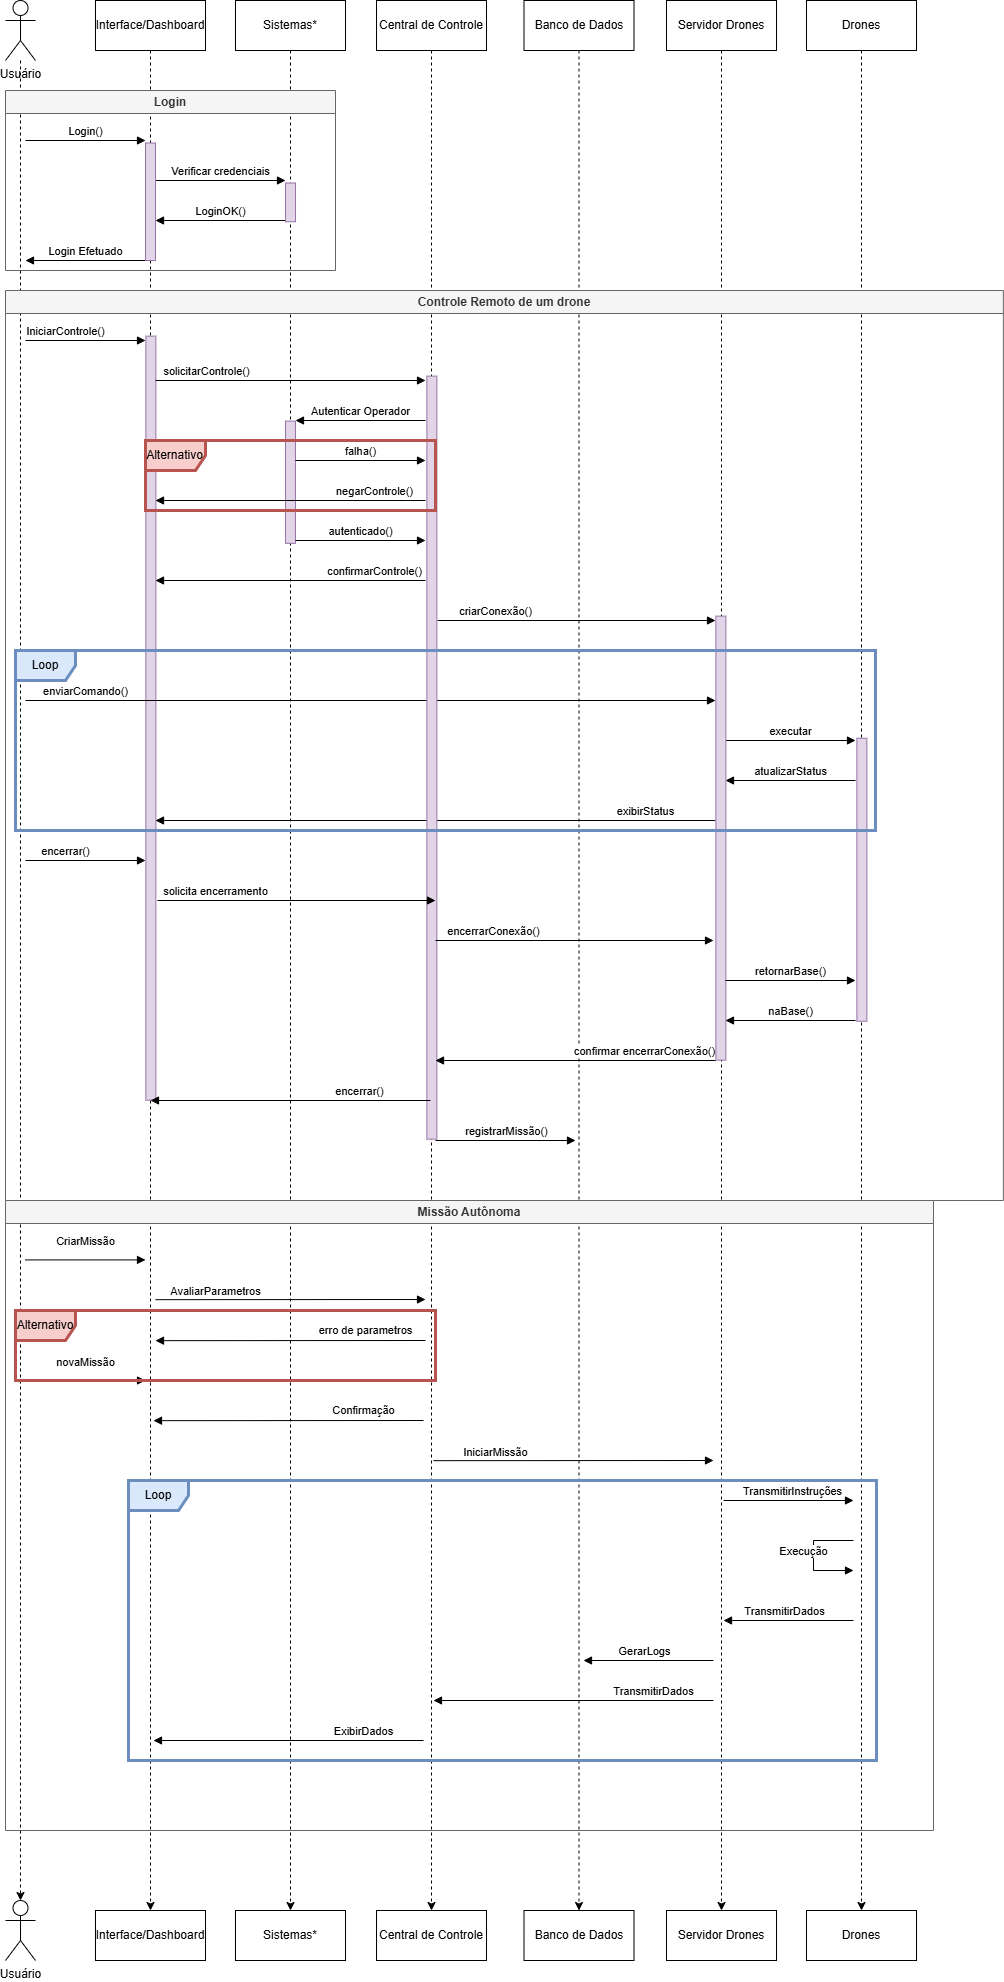 Usuário
Interface/Dashboard
Sistemas*
Central de Controle
Banco de Dados
Servidor Drones
Drones
Login
Login()
Verificar credenciais
LoginOK()
Login Efetuado
Controle Remoto de um drone
IniciarControle()
solicitarControle()
Autenticar Operador
Alternativo
falha()
negarControle()
autenticado()
confirmarControle()
criarConexão()
Loop
enviarComando()
executar
atualizarStatus
exibirStatus
encerrar()
solicita encerramento
encerrarConexão()
retornarBase()
naBase()
confirmar encerrarConexão()
encerrar()
registrarMissão()
Missão Autônoma
CriarMissão
AvaliarParametros
Alternativo
erro de parametros
novaMissão
Confirmação
IniciarMissão
Loop
TransmitirInstruções
Execução
TransmitirDados
GerarLogs
TransmitirDados
ExibirDados
Interface/Dashboard
Sistemas*
Central de Controle
Banco de Dados
Servidor Drones
Drones
Usuário